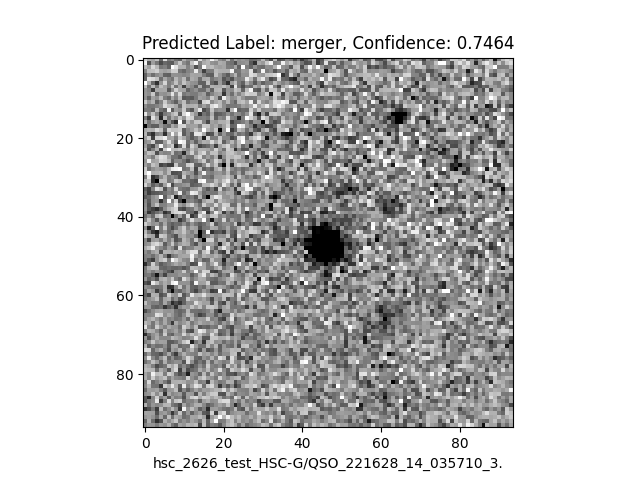 Predicted Label: merger, Confidence: 0.7464
0
20
40
60
80
0 20 40 60 80
hsc_2626_test_HSC-G/QSO_221628_14_035710_3.